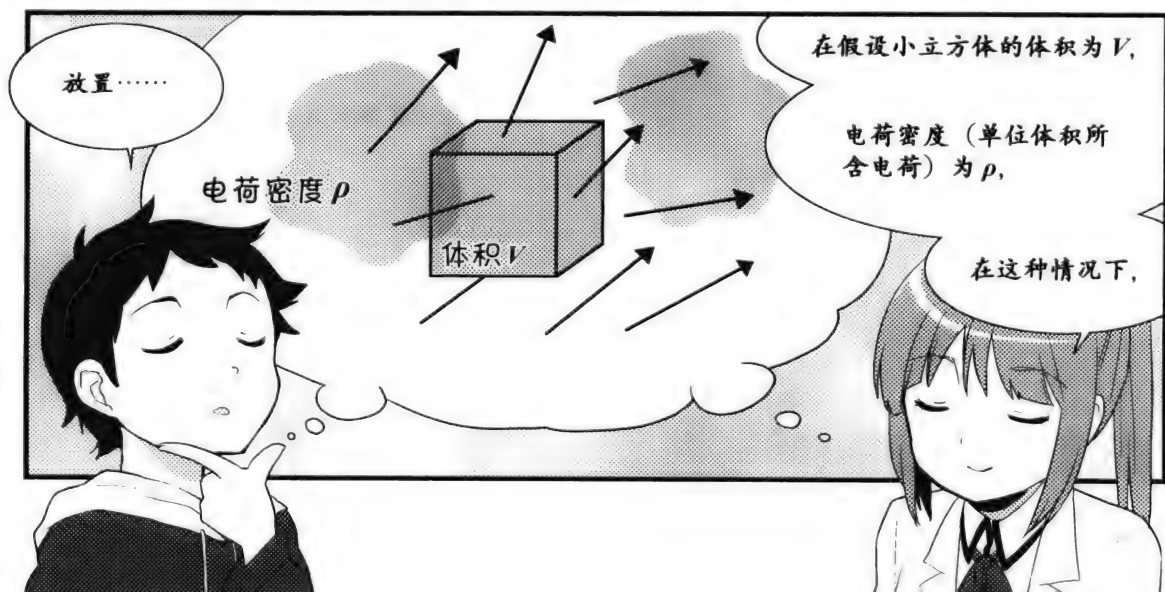 放置……
电荷密度ρ
体积V
在假设小立方体的体积为V,
电荷密度（单位体积所
含电荷）为ρ,
在这种情况下,